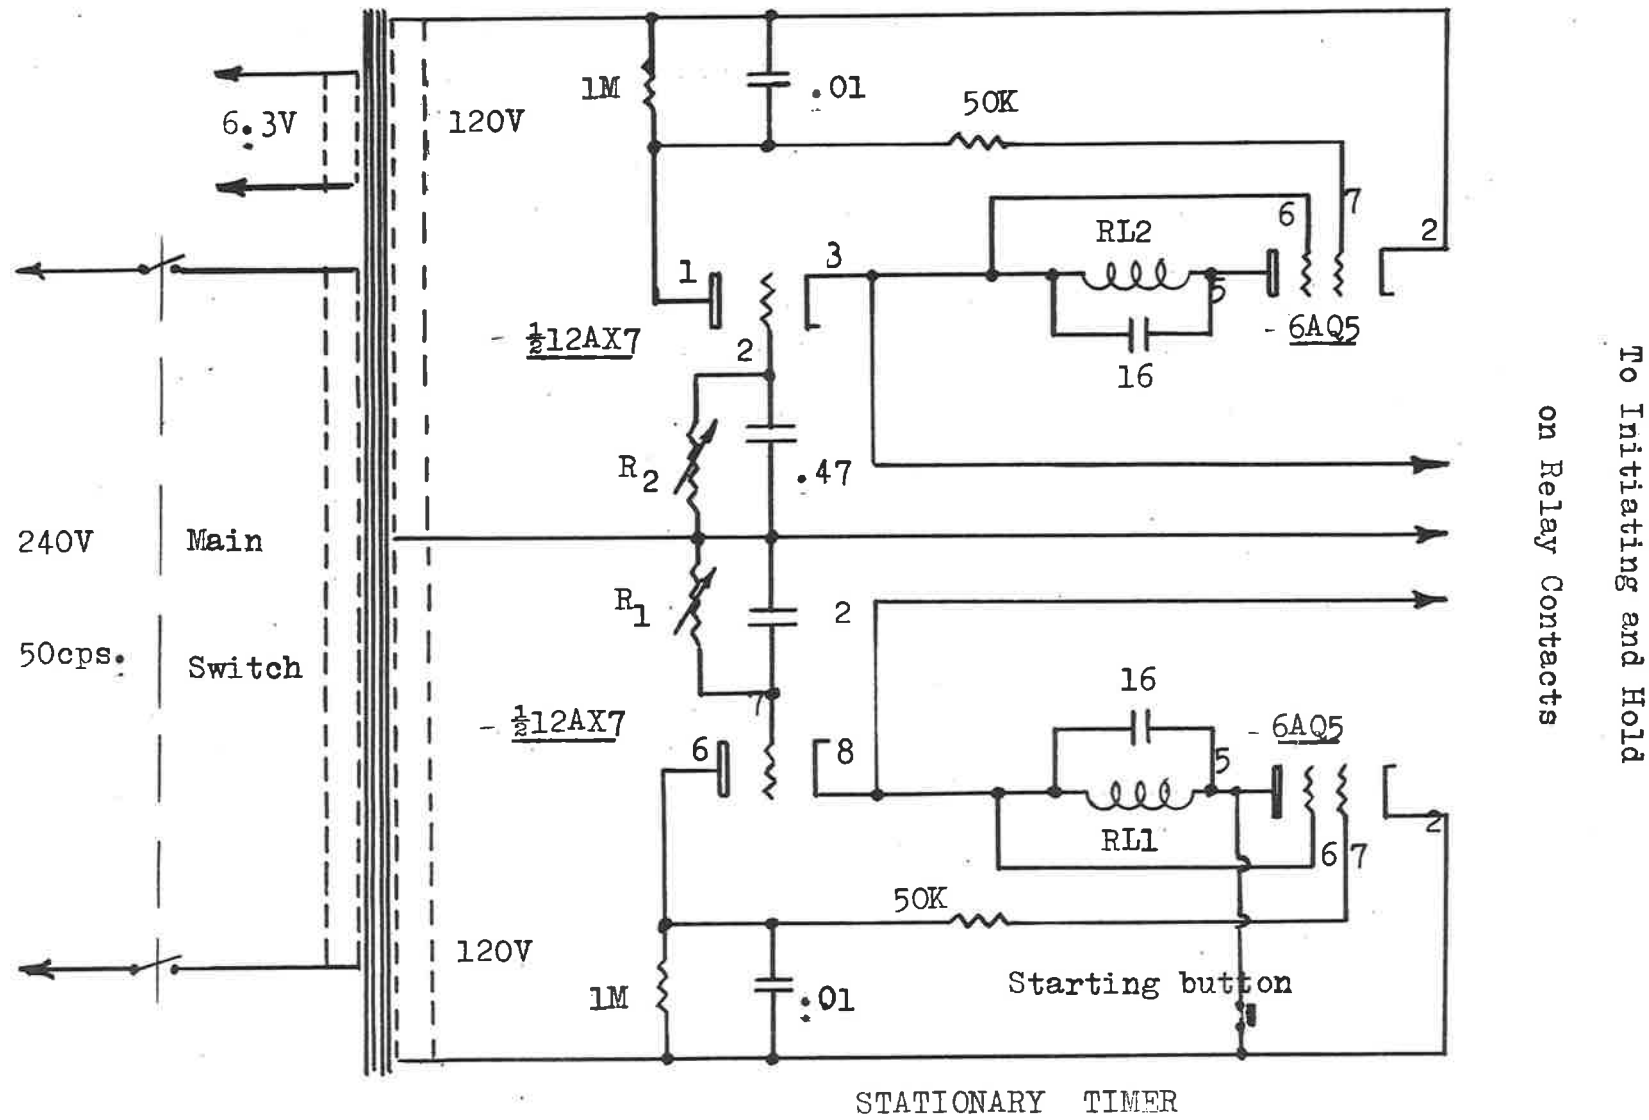 1M
.01
50K
6.3V
120V
6
7
RL2
2
3
1
5
- 6AQ5
- ½12AX7
2
16
R2
.47
240V
Main
R1
2
50cps.
Switch
16
7
- ½12AX7
- 6AQ5
6
8
5
RL1
2
6
7
50K
120V
Starting button
1M
.01
STATIONARY TIMER
To Initiating and Hold
on Relay Contacts